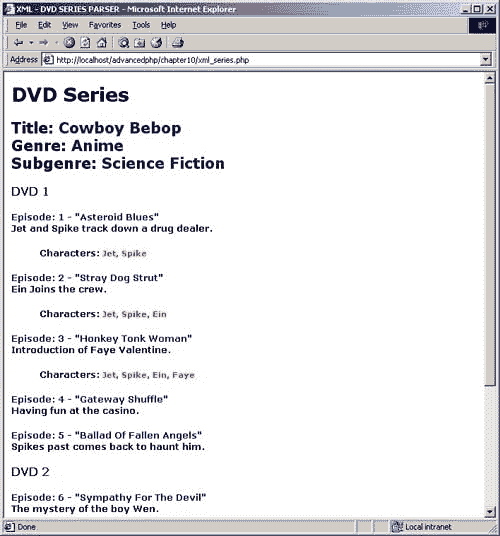 XML - DVD SERIES PARSER - Microsoft Internet Explorer
File Edit View Favorites Tools Help
Address http://localhost/advancedphp/chapter10/xml_series.php
DVD Series
Title: Cowboy Bebop
Genre: Anime
Subgenre: Science Fiction
DVD 1
Episode: 1 - "Asteroid Blues"
Jet and Spike track down a drug dealer.
Characters: Jet, Spike
Episode: 2 - "Stray Dog Strut"
Ein Joins the crew.
Characters: Jet, Spike, Ein
Episode: 3 - "Honkey Tonk Woman"
Introduction of Faye Valentine.
Characters: Jet, Spike, Ein, Faye
Episode: 4 - "Gateway Shuffle"
Having fun at the casino.
Episode: 5 - "Ballad Of Fallen Angels"
Spikes past comes back to haunt him.
DVD 2
Episode: 6 - "Sympathy For The Devil"
The mystery of the boy Wen.
Done Local intranet